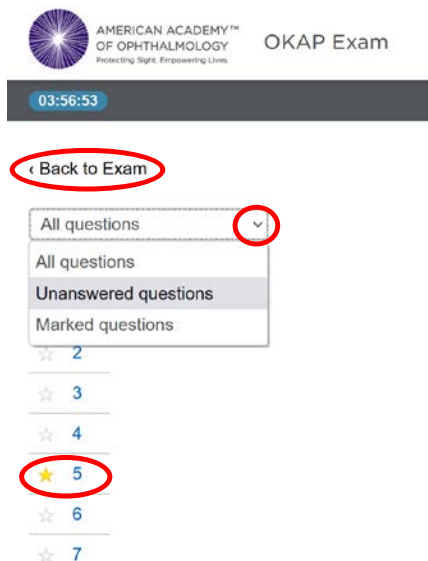 AMERICAN ACADEMY™
OF OPHTHALMOLOGY
Protecting Sight. Empowering Lives.
OKAP Exam
03:56:53
‹ Back to Exam
All questions
All questions
Unanswered questions
Marked questions
2
3
4
5
6
7